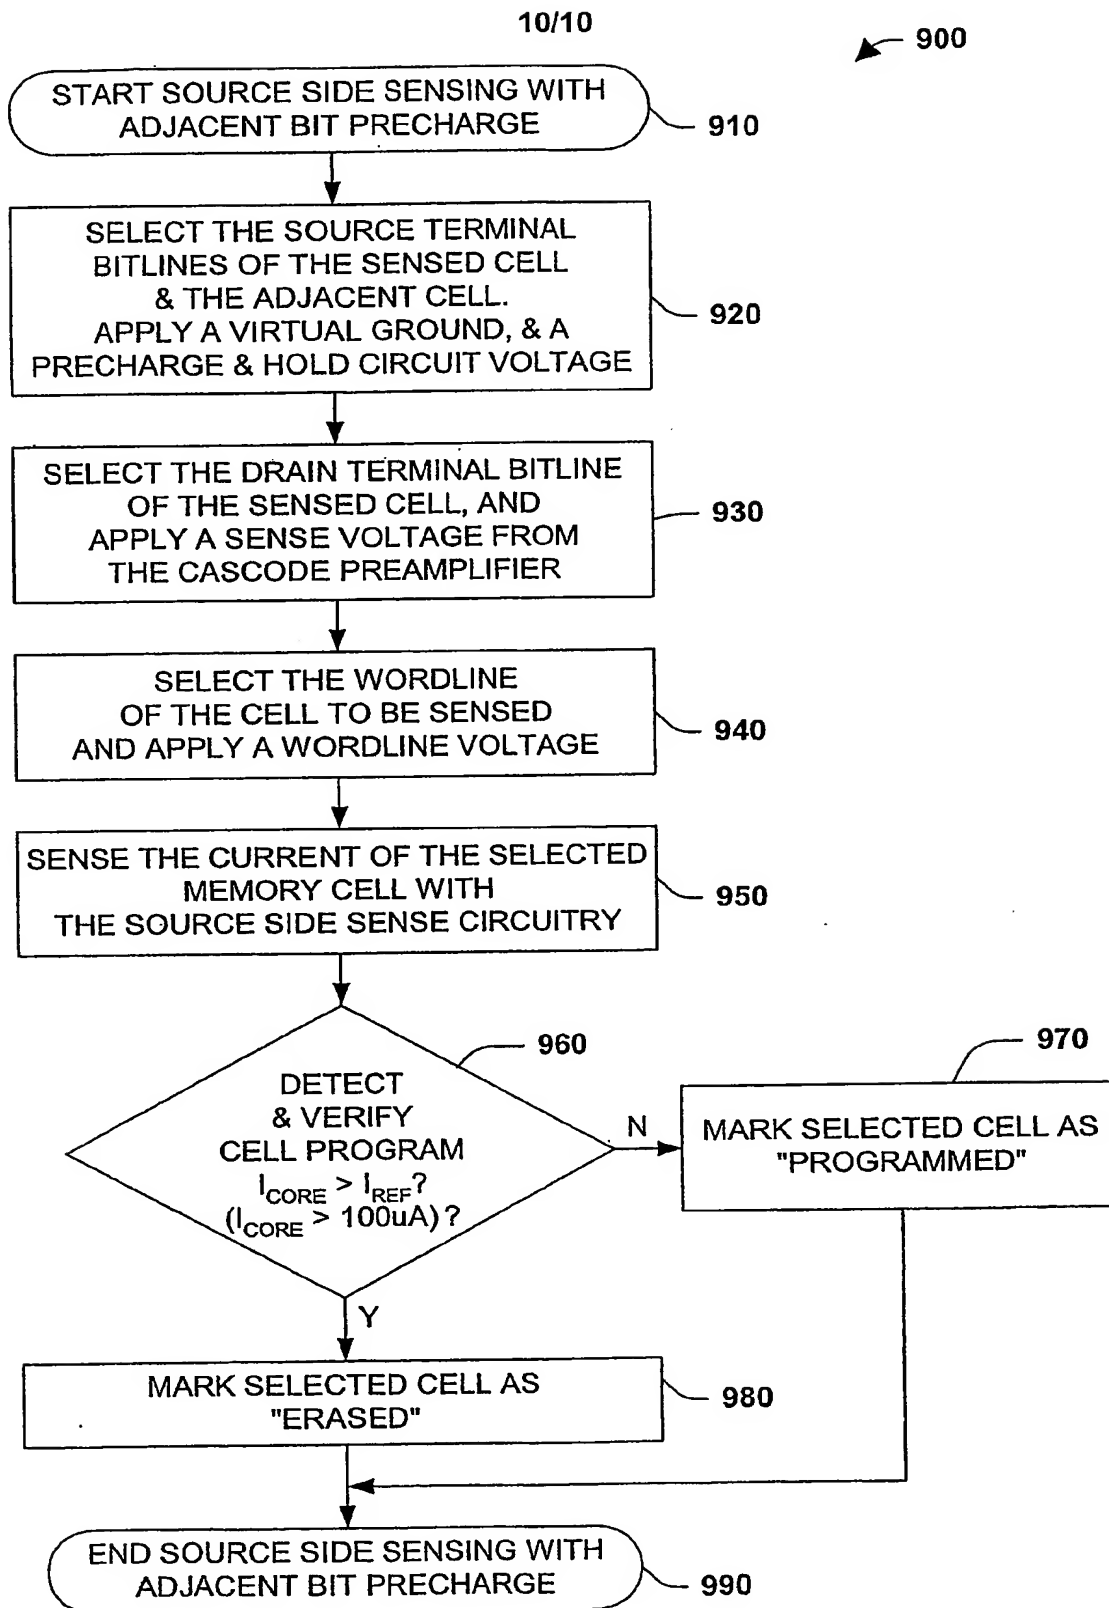 10/10
900
START SOURCE SIDE SENSING WITH
ADJACENT BIT PRECHARGE
910
SELECT THE SOURCE TERMINAL
BITLINES OF THE SENSED CELL
& THE ADJACENT CELL.
APPLY A VIRTUAL GROUND, & A
PRECHARGE & HOLD CIRCUIT VOLTAGE
920
SELECT THE DRAIN TERMINAL BITLINE
OF THE SENSED CELL, AND
APPLY A SENSE VOLTAGE FROM
THE CASCODE PREAMPLIFIER
930
SELECT THE WORDLINE
OF THE CELL TO BE SENSED
AND APPLY A WORDLINE VOLTAGE
940
SENSE THE CURRENT OF THE SELECTED
MEMORY CELL WITH
THE SOURCE SIDE SENSE CIRCUITRY
950
960
DETECT
& VERIFY
CELL PROGRAM
I_CORE > I_REF?
(I_CORE > 100uA) ?
N
970
MARK SELECTED CELL AS
"PROGRAMMED"
Y
MARK SELECTED CELL AS
"ERASED"
980
END SOURCE SIDE SENSING WITH
ADJACENT BIT PRECHARGE
990